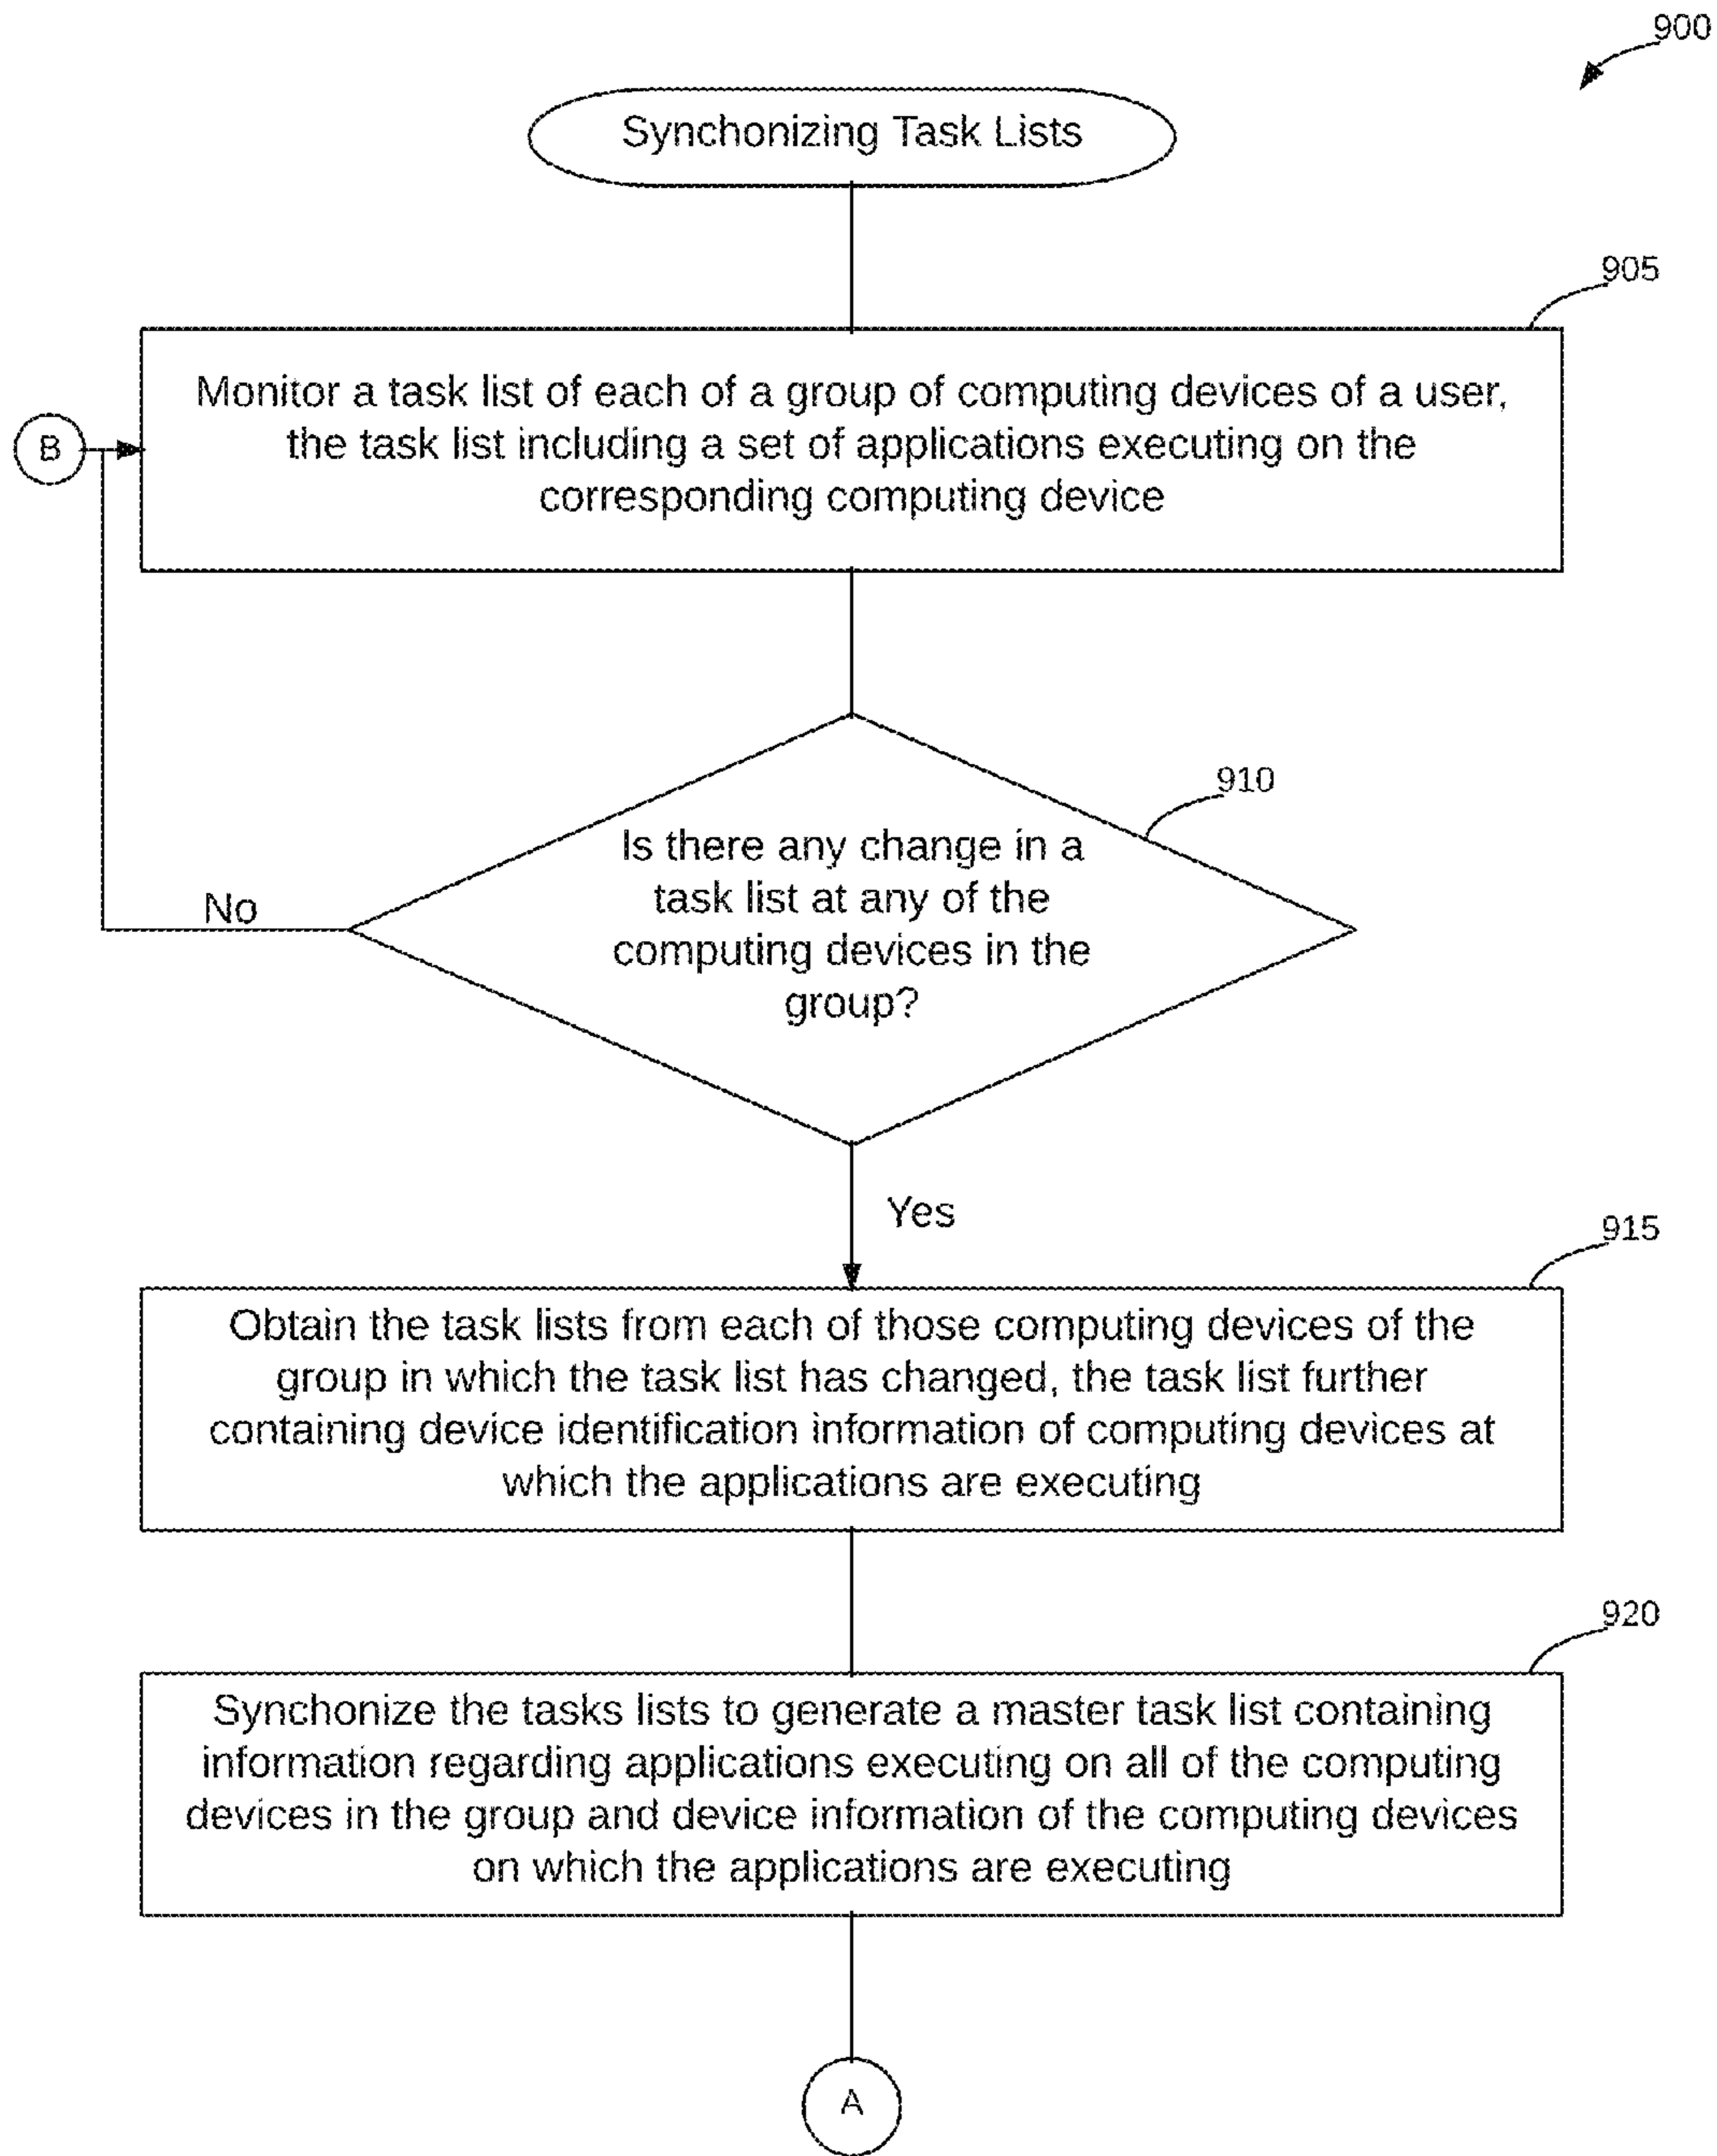 900
Synchonizing Task Lists
905
Monitor a task list of each of a group of computing devices of a user,
the task list including a set of applications executing on the
corresponding computing device
B
910
Is there any change in a
task list at any of the
computing devices in the
group?
No
Yes
915
Obtain the task lists from each of those computing devices of the
group in which the task list has changed, the task list further
containing device identification information of computing devices at
which the applications are executing
920
Synchonize the tasks lists to generate a master task list containing
information regarding applications executing on all of the computing
devices in the group and device information of the computing devices
on which the applications are executing
A